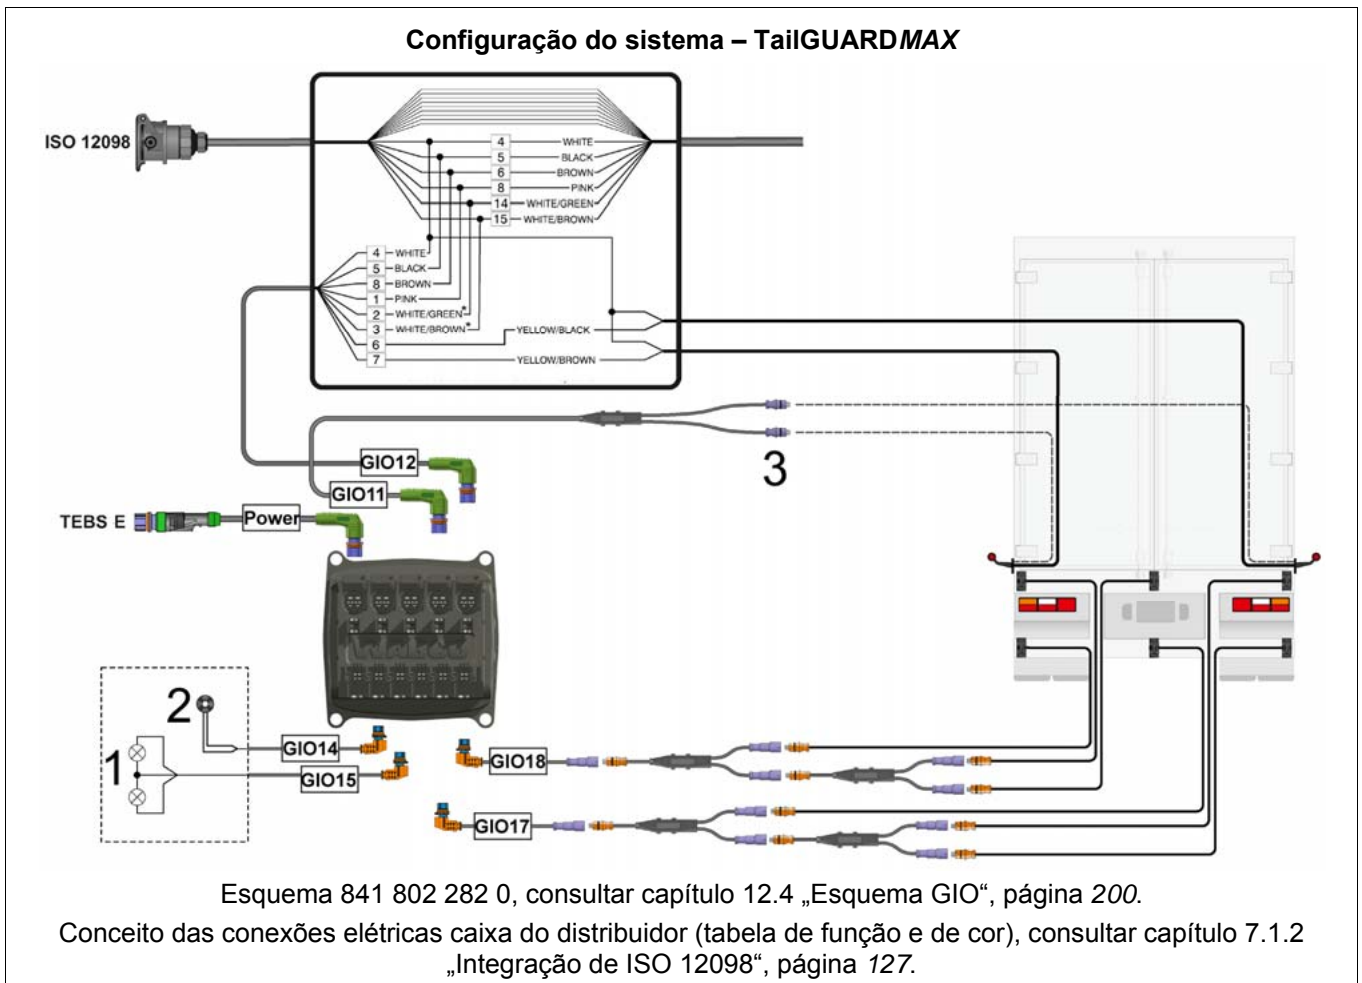 Configuração do sistema – TailGUARDMAX
ISO 12098
4 WHITE
5 BLACK
6 BROWN
8 PINK
14 WHITE/GREEN
15 WHITE/BROWN
4 WHITE
5 BLACK
8 BROWN
1 PINK
2 WHITE/GREEN*
3 WHITE/BROWN*
6 YELLOW/BLACK
7 YELLOW/BROWN
3
GIO12
GIO11
TEBS E
Power
2
1
GIO14
GIO15
GIO18
GIO17
Esquema 841 802 282 0, consultar capítulo 12.4 „Esquema GIO“, página 200.
Conceito das conexões elétricas caixa do distribuidor (tabela de função e de cor), consultar capítulo 7.1.2
„Integração de ISO 12098“, página 127.